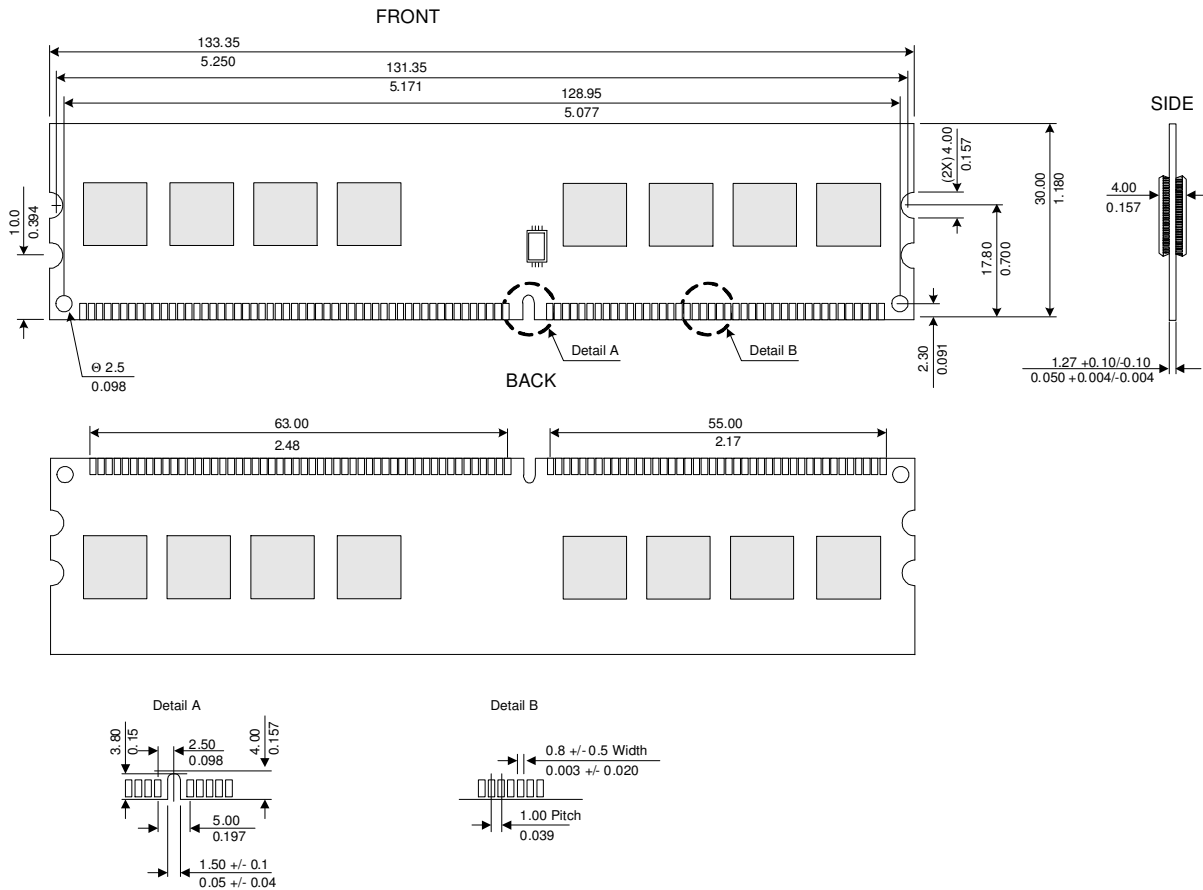 FRONT
133.35
5.250
131.35
5.171
128.95
5.077
SIDE
(2X) 4.00
0.157
30.00
1.180
4.00
0.157
10.0
0.394
17.80
0.700
2.30
0.091
Detail A
Detail B
1.27 +0.10/-0.10
0.050 +0.004/-0.004
Θ 2.5
0.098
BACK
63.00
2.48
55.00
2.17
Detail A
3.80
0.15
2.50
0.098
4.00
0.157
5.00
0.197
1.50 +/- 0.1
0.05 +/- 0.04
Detail B
0.8 +/- 0.5 Width
0.003 +/- 0.020
1.00 Pitch
0.039